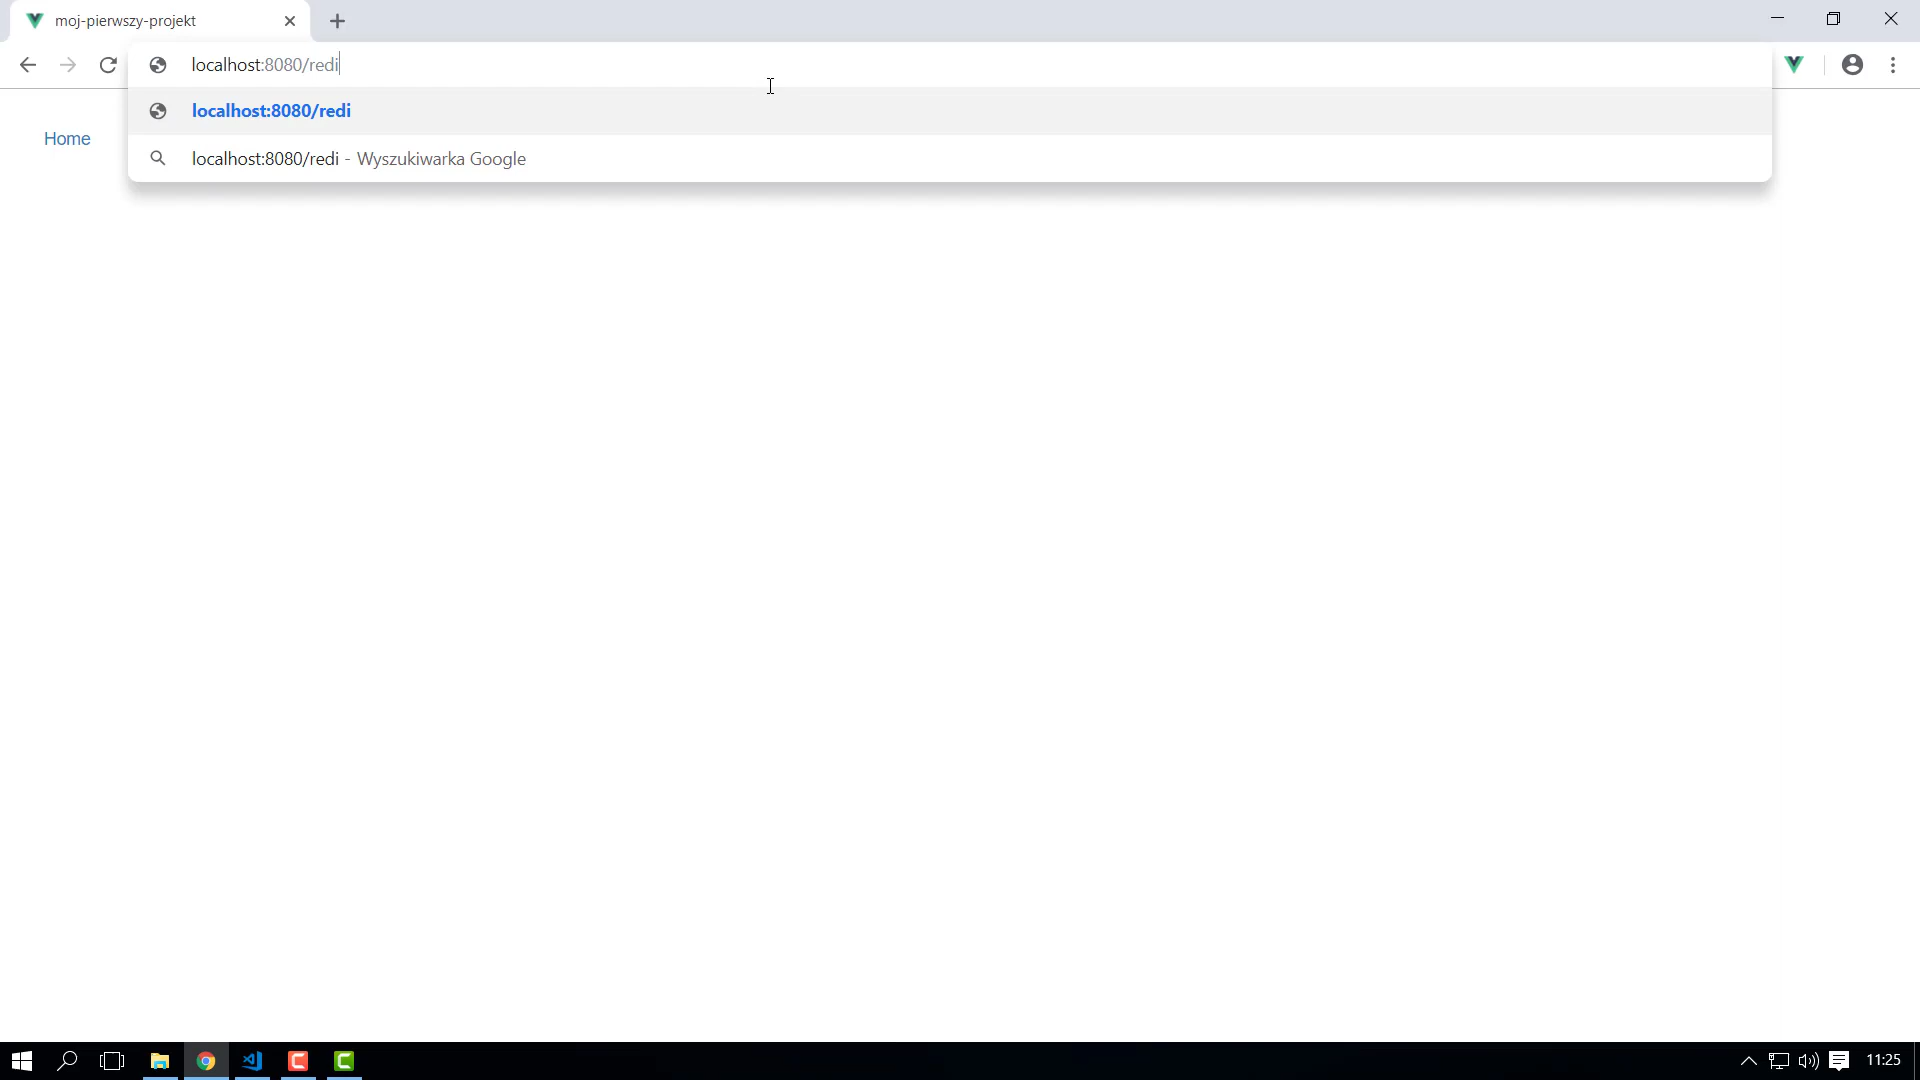 moj-pierwszy-projekt
localhost:8080/redi
localhost:8080/redi
localhost:8080/redi - Wyszukiwarka Google
Home
11:25